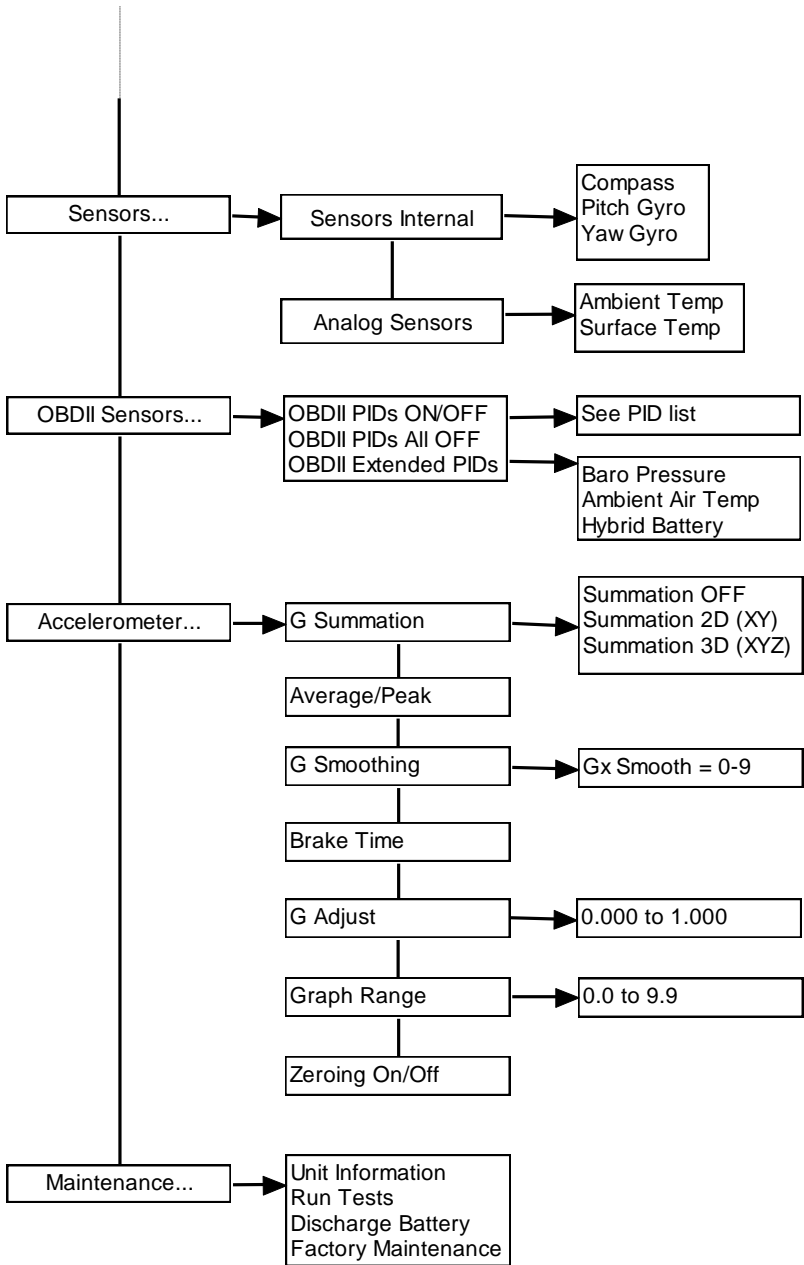 Sensors...
Sensors Internal
Compass
Pitch Gyro
Yaw Gyro
Analog Sensors
Ambient Temp
Surface Temp
OBDII Sensors...
OBDII PIDs ON/OFF
OBDII PIDs All OFF
OBDII Extended PIDs
See PID list
Baro Pressure
Ambient Air Temp
Hybrid Battery
Accelerometer...
G Summation
Summation OFF
Summation 2D (XY)
Summation 3D (XYZ)
Average/Peak
G Smoothing
Gx Smooth = 0-9
Brake Time
G Adjust
0.000 to 1.000
Graph Range
0.0 to 9.9
Zeroing On/Off
Maintenance...
Unit Information
Run Tests
Discharge Battery
Factory Maintenance